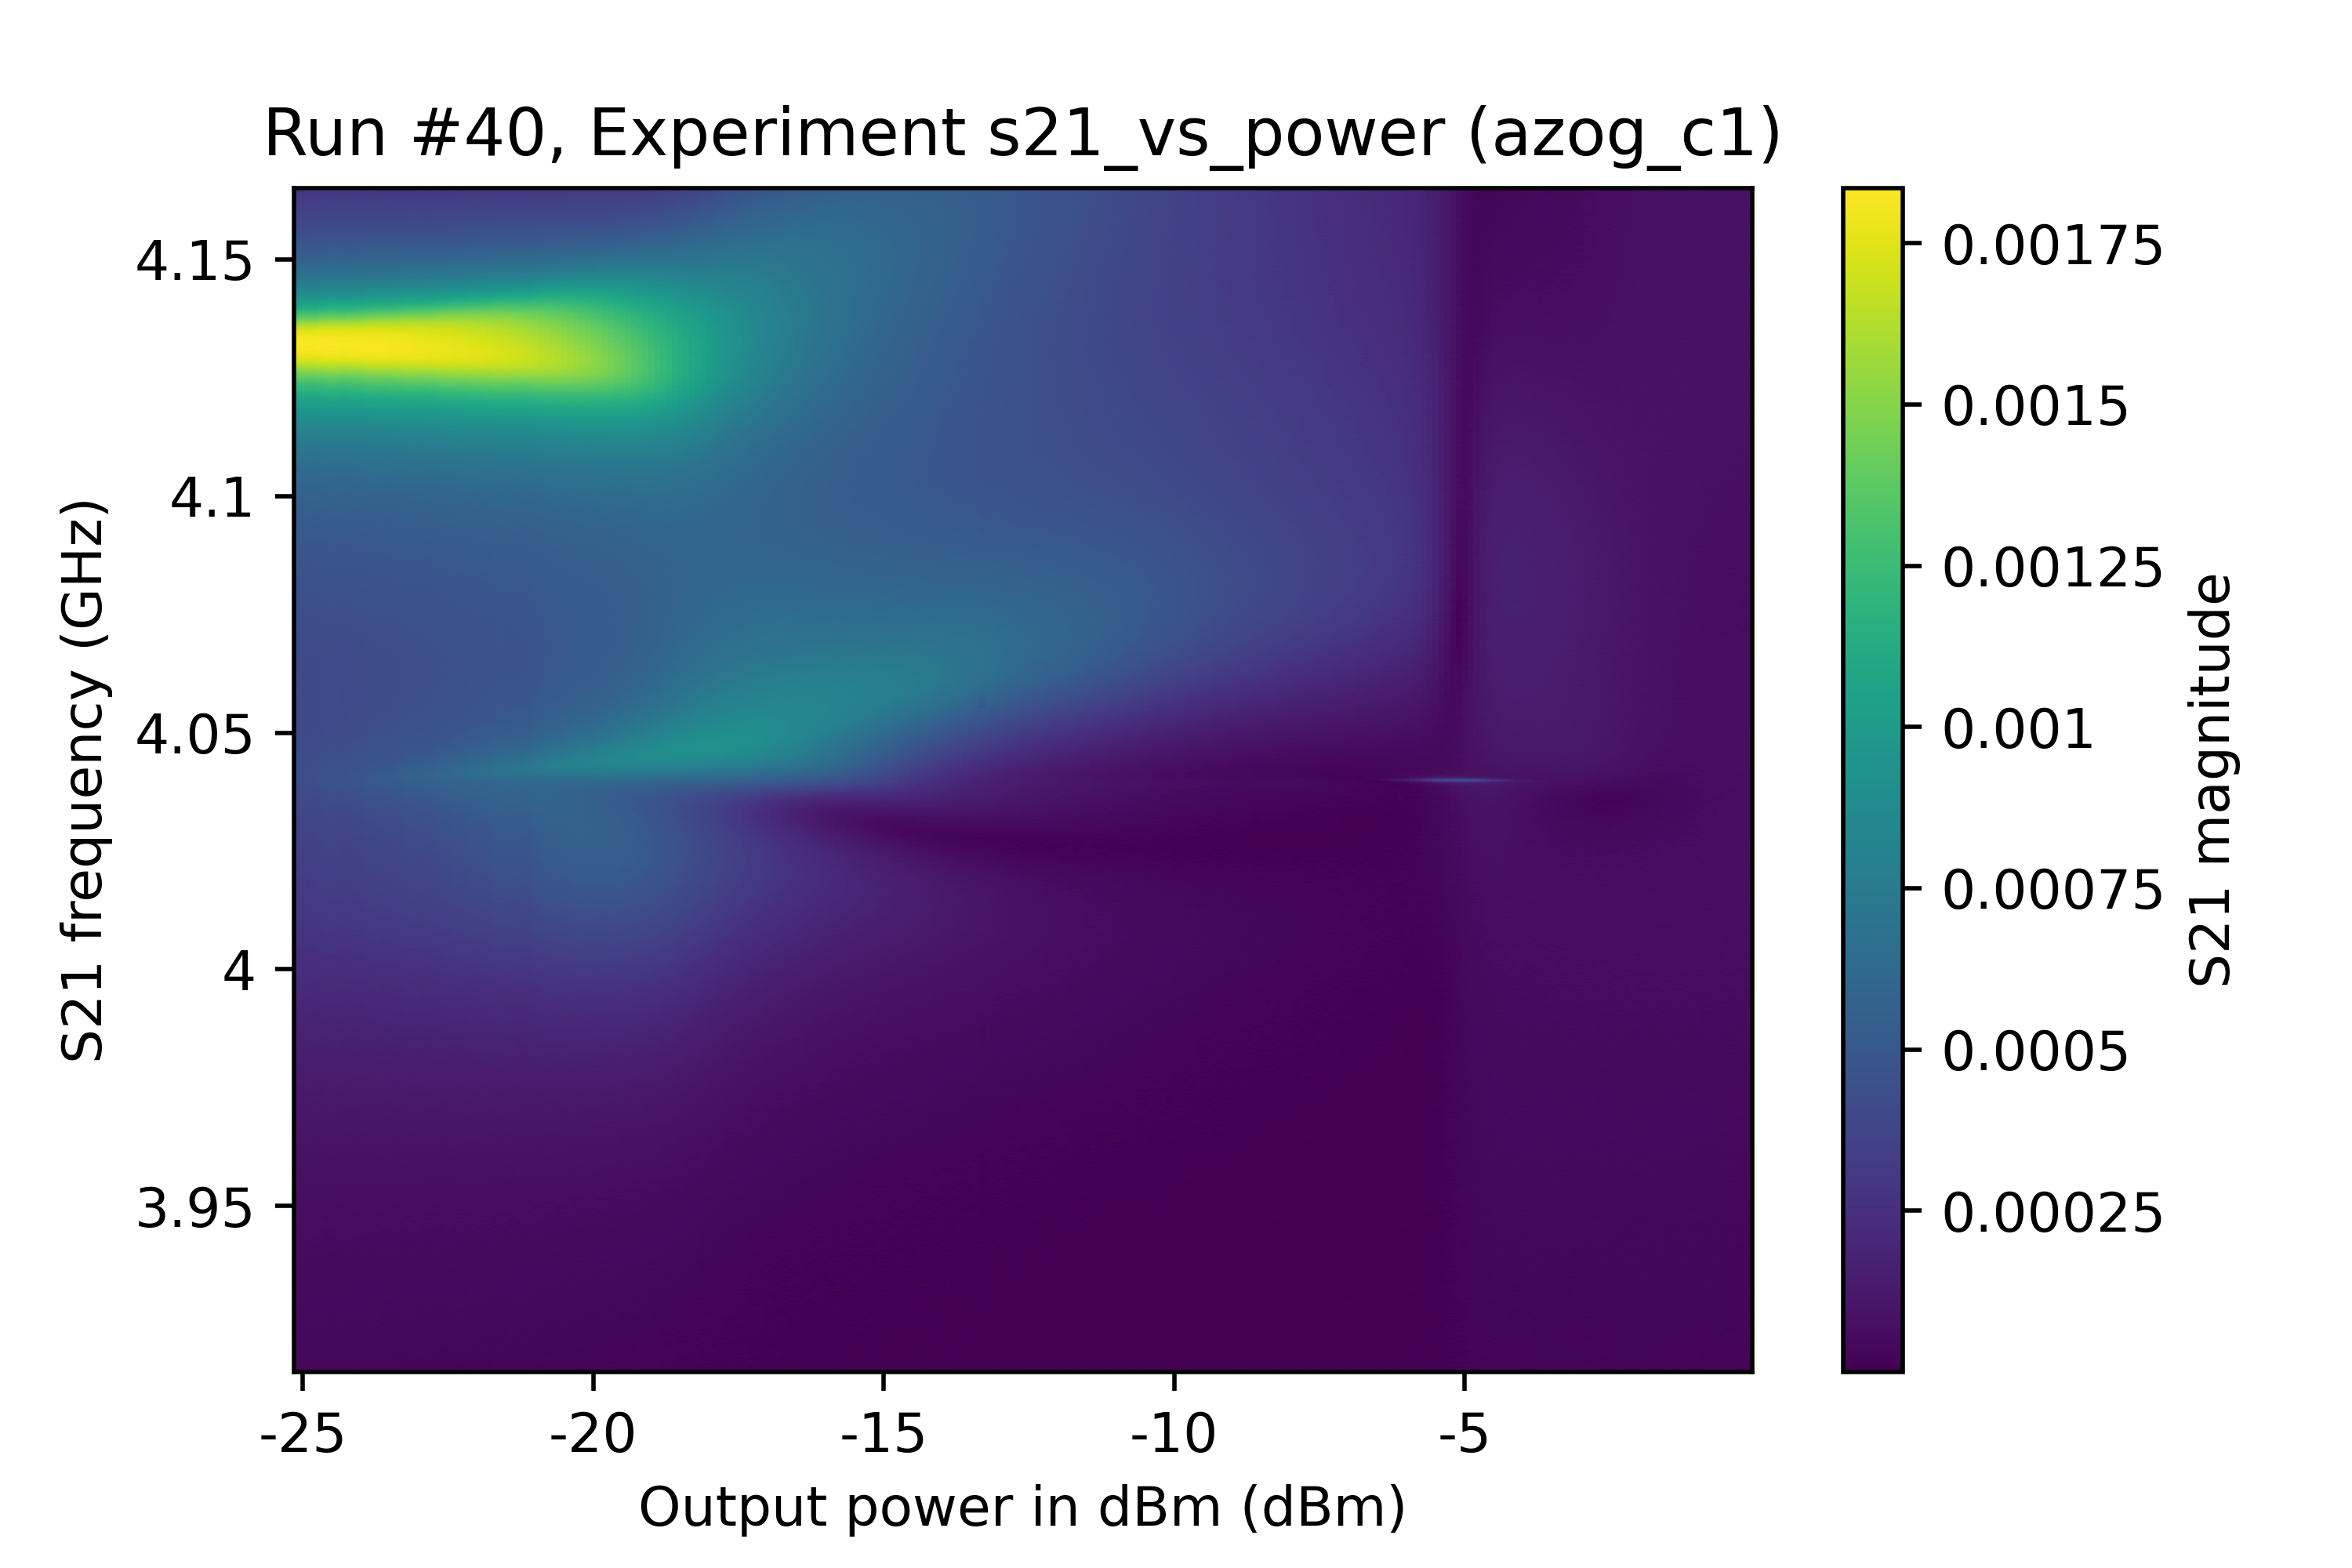 Run #40, Experiment s21_vs_power (azog_c1)
S21 frequency (GHz)
4.15
4.1
4.05
4
3.95
-25 -20 -15 -10 -5
Output power in dBm (dBm)
0.00175
0.0015
0.00125
0.001
0.00075
0.0005
0.00025
S21 magnitude